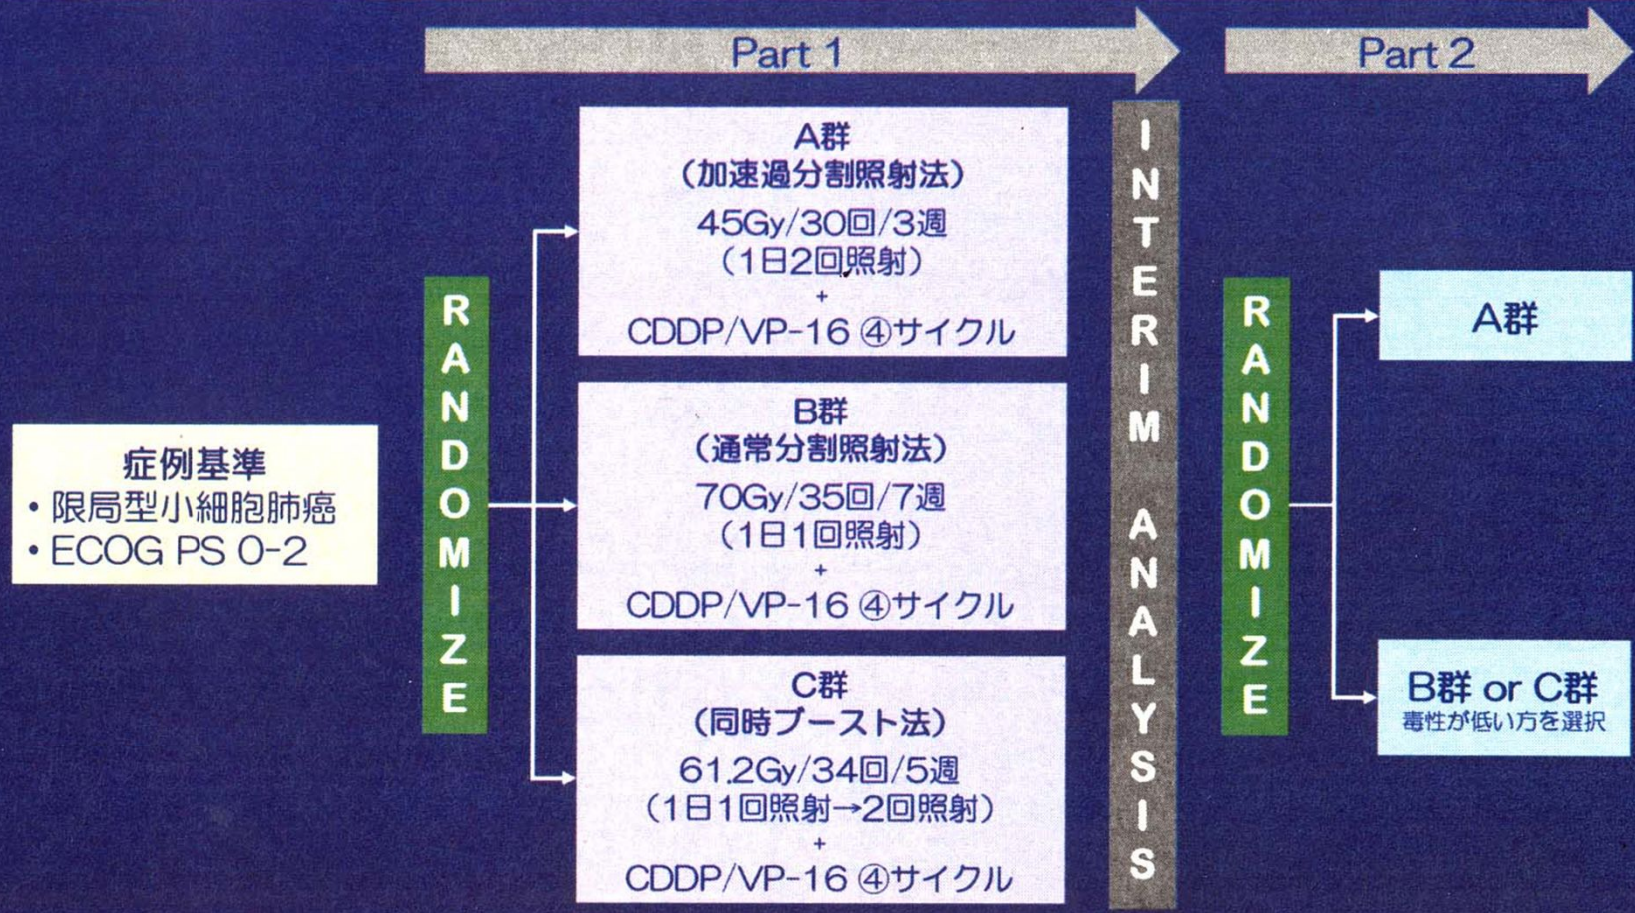 Part 1
Part 2
症例基準
・限局型小細胞肺癌
・ECOG PS 0-2
RANDOMIZE
A群
（加速過分割照射法）
45Gy/30回/3週
（1日2回照射）
+
CDDP/VP-16 ④サイクル
B群
（通常分割照射法）
70Gy/35回/7週
（1日1回照射）
+
CDDP/VP-16 ④サイクル
C群
（同時ブースト法）
61.2Gy/34回/5週
（1日1回照射→2回照射）
+
CDDP/VP-16 ④サイクル
INTERIM ANALYSIS
RANDOMIZE
A群
B群 or C群
毒性が低い方を選択